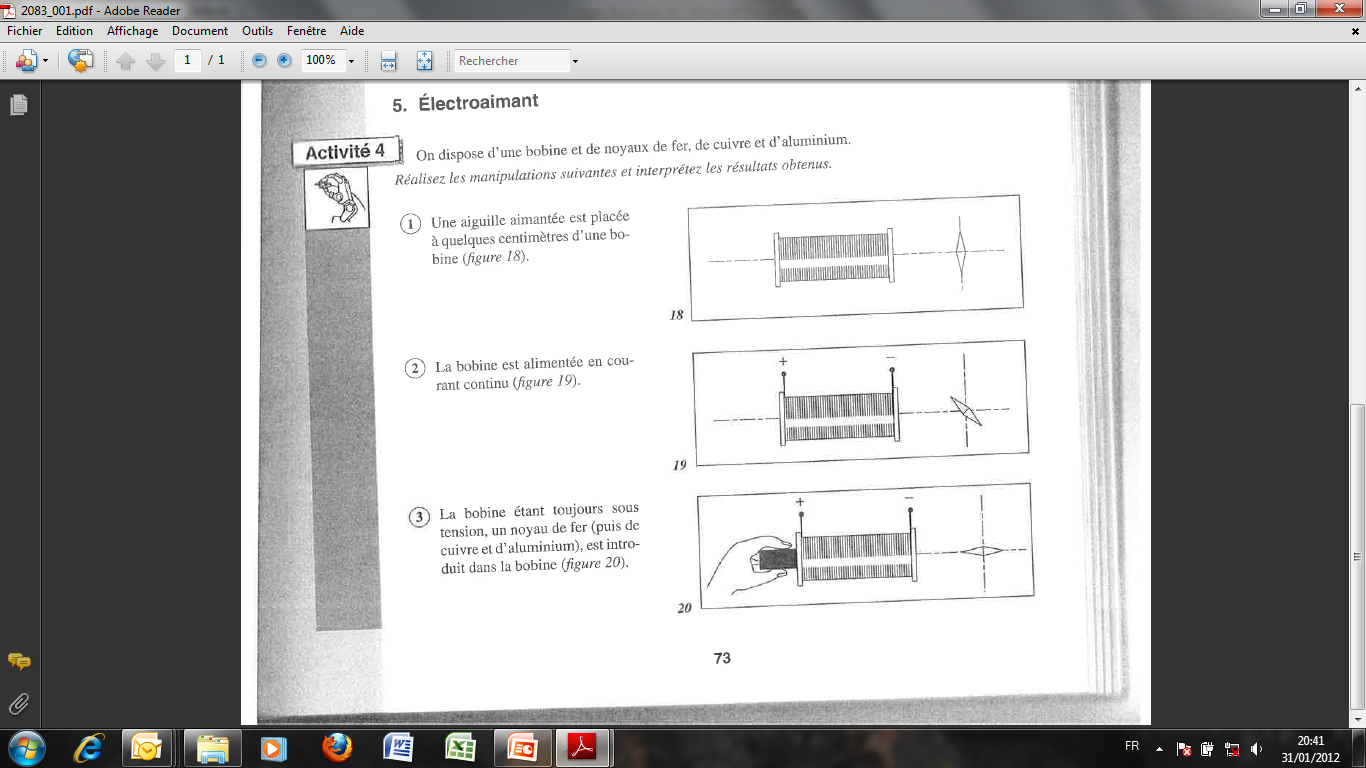 2083_001.pdf - Adobe Reader
Fichier Edition Affichage Document Outils Fenêtre Aide
1 / 1 100% Rechercher
5. Électroaimant
Activité 4
On dispose d'une bobine et de noyaux de fer, de cuivre et d'aluminium.
Réalisez les manipulations suivantes et interprétez les résultats obtenus.
1 Une aiguille aimantée est placée
à quelques centimètres d'une bo-
bine (figure 18).
18
2 La bobine est alimentée en cou-
rant continu (figure 19).
+ −
19
3 La bobine étant toujours sous
tension, un noyau de fer (puis de
cuivre et d'aluminium), est intro-
duit dans la bobine (figure 20).
+ −
20
73
FR
20:41
31/01/2012